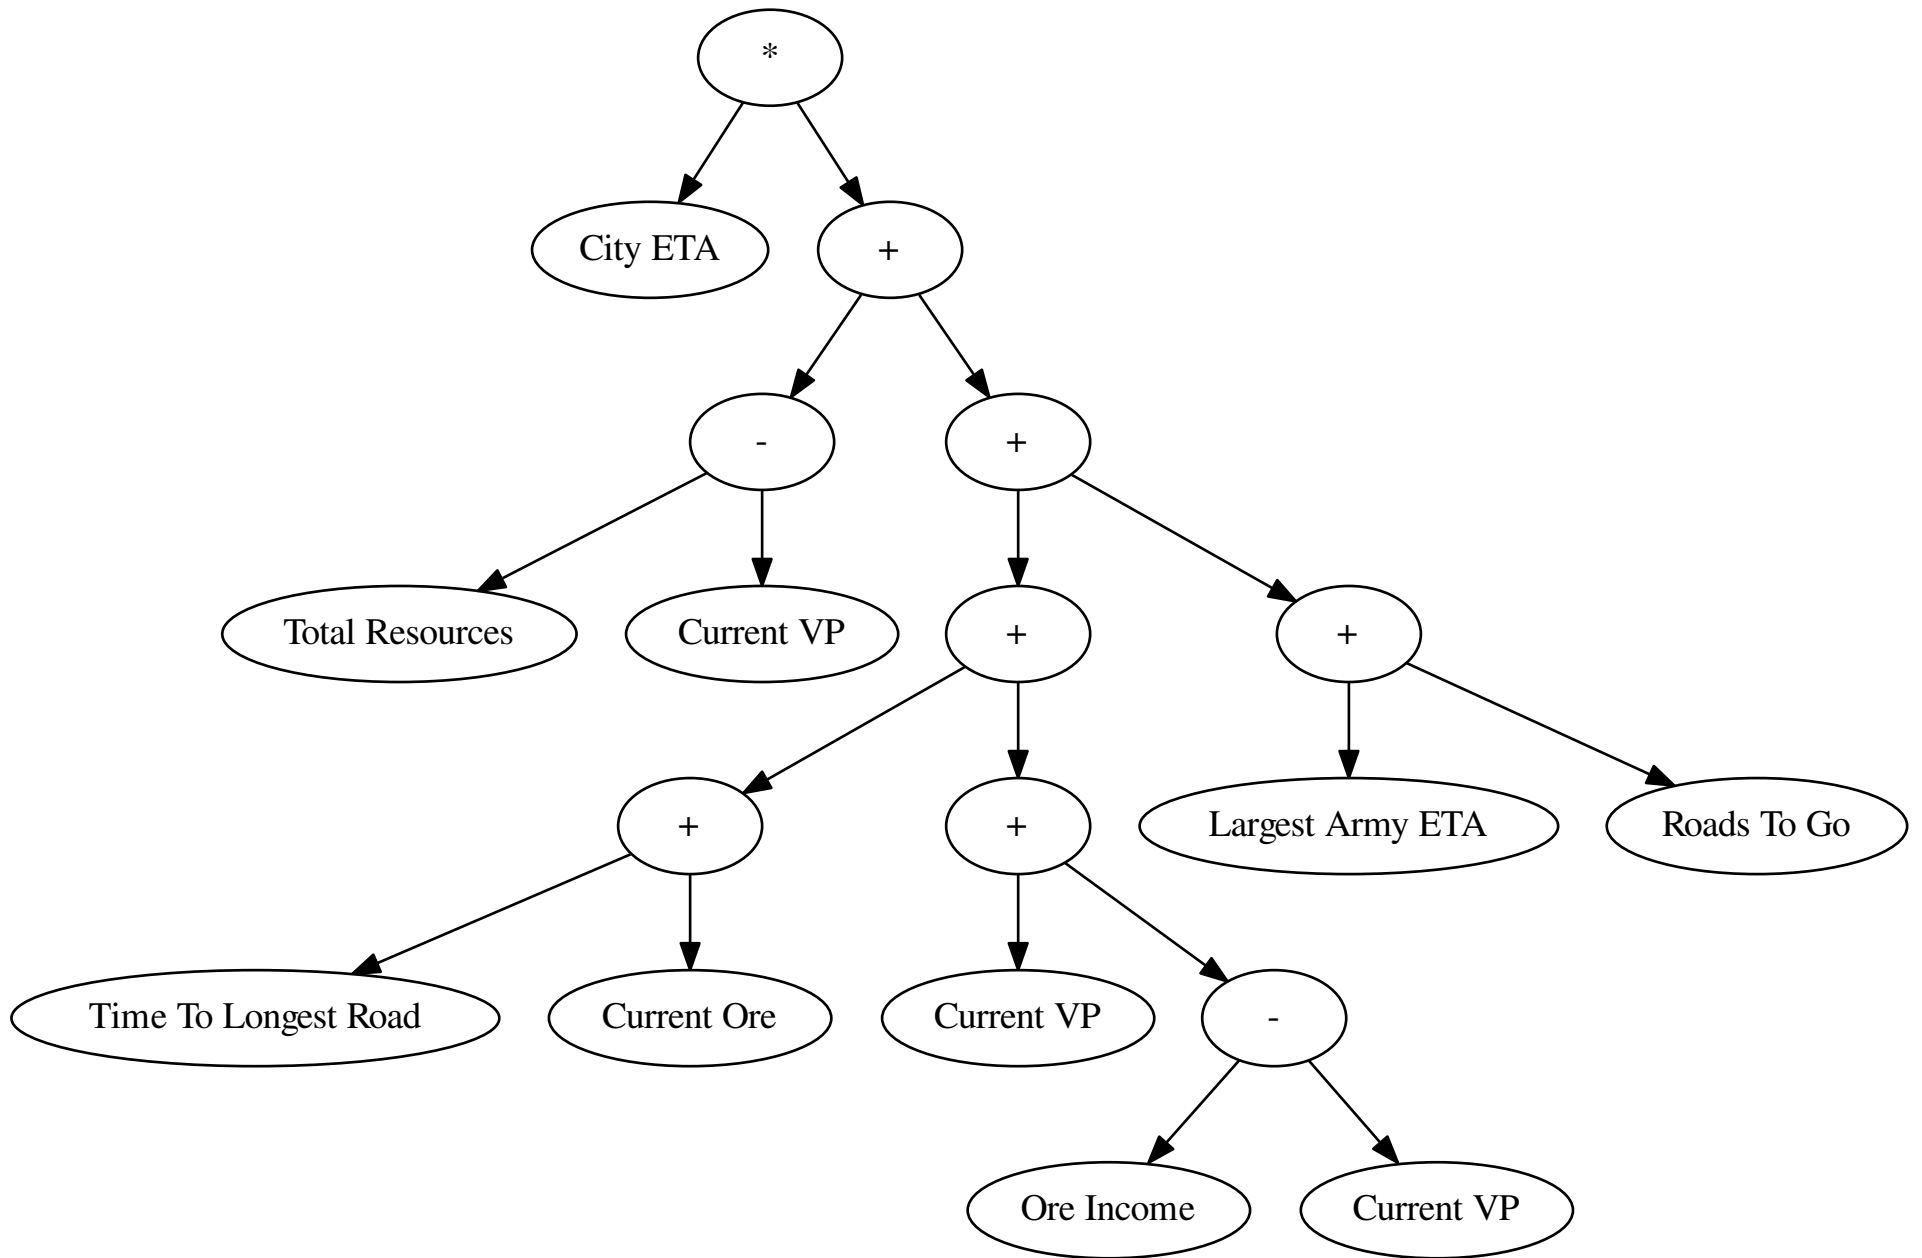 *
City ETA
+
-
+
Total Resources
Current VP
+
+
+
+
Largest Army ETA
Roads To Go
Time To Longest Road
Current Ore
Current VP
-
Ore Income
Current VP